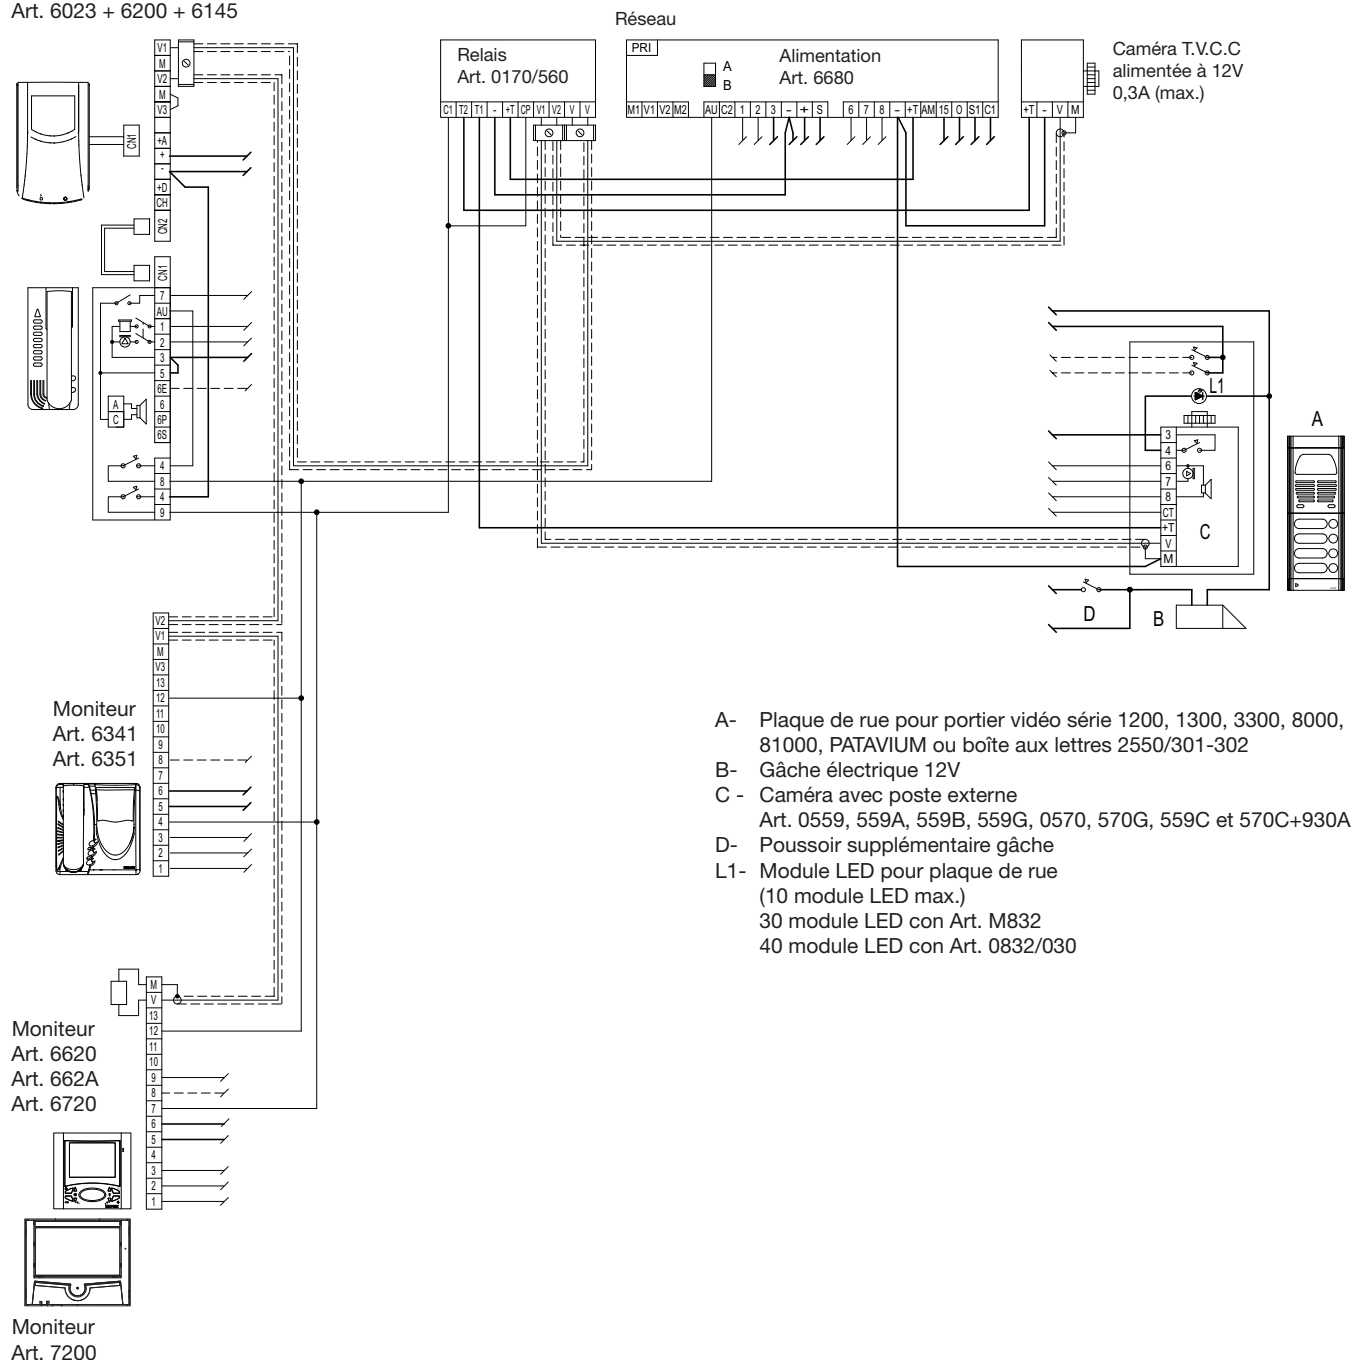 Art. 6023 + 6200 + 6145
V1
M
V2
M
V3
+A
+
-
+D
CH
CN2
CN1
CN1
7
AU
1
2
3
5
6E
6
6P
6S
4
8
4
9
A
C
Réseau
Relais
Art. 0170/560
C1 T2 T1 - +T CP V1 V2 V V
PRI
A
B
Alimentation
Art. 6680
M1 V1 V2 M2 AU C2 1 2 3 - + S 6 7 8 - +T AM 15 0 S1 C1
+T - V M
Caméra T.V.C.C
alimentée à 12V
0,3A (max.)
L1
3
4
6
7
8
CT
+T
V
M
C
A
D
B
V2
V1
M
V3
13
12
11
10
9
8
7
6
5
4
3
2
1
Moniteur
Art. 6341
Art. 6351
A- Plaque de rue pour portier vidéo série 1200, 1300, 3300, 8000,
81000, PATAVIUM ou boîte aux lettres 2550/301-302
B- Gâche électrique 12V
C - Caméra avec poste externe
Art. 0559, 559A, 559B, 559G, 0570, 570G, 559C et 570C+930A
D- Poussoir supplémentaire gâche
L1- Module LED pour plaque de rue
(10 module LED max.)
30 module LED con Art. M832
40 module LED con Art. 0832/030
M
V
13
12
11
10
9
8
7
6
5
4
3
2
1
Moniteur
Art. 6620
Art. 662A
Art. 6720
Moniteur
Art. 7200